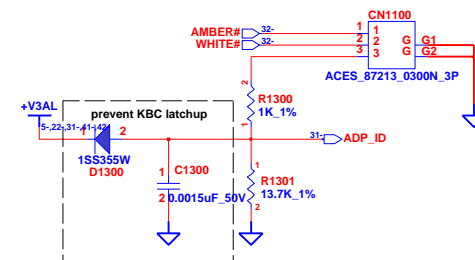 CN1100
AMBER# 32- 1 1
WHITE# 32- 2 2 G G1
3 3 G G2
ACES_87213_0300N_3P
2
R1300
1K_1%
1
+V3AL
prevent KBC latchup
5-,22-,31-,41-,42-
1 2
31- ADP_ID
1SS355W
D1300
1 C1300
2 0.0015uF_50V
1
R1301
13.7K_1%
2